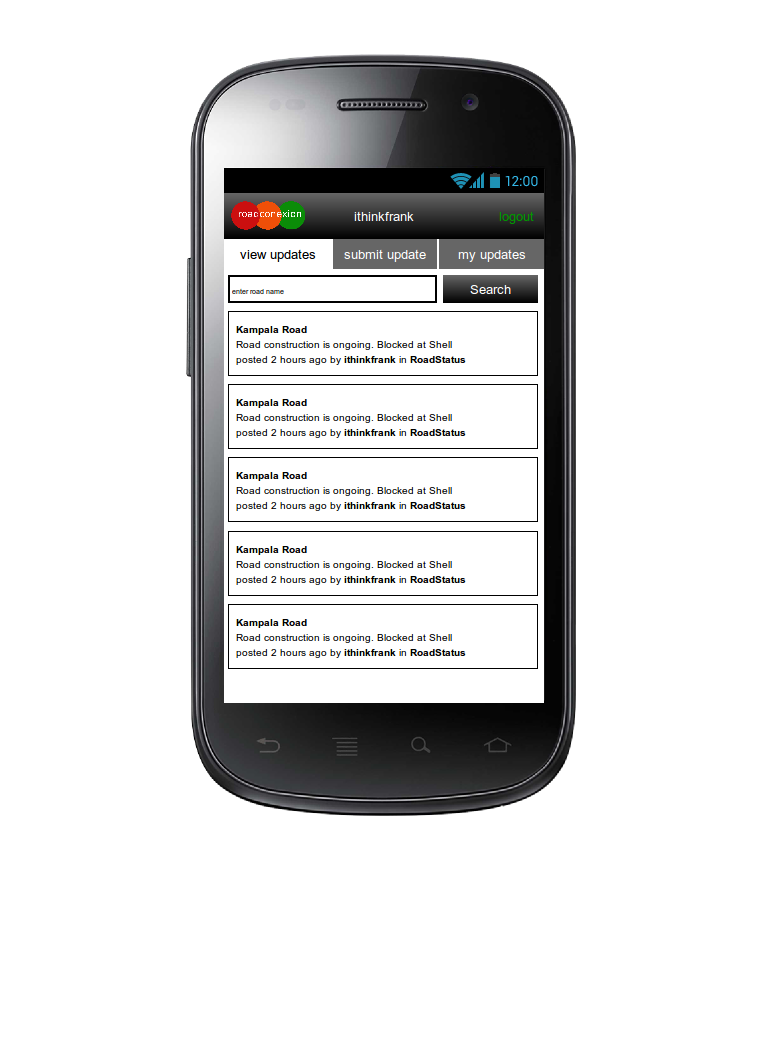 12:00
roadconexion
ithinkfrank
logout
view updates
submit update
my updates
enter road name
Search
Kampala Road
Road construction is ongoing. Blocked at Shell
posted 2 hours ago by ithinkfrank in RoadStatus
Kampala Road
Road construction is ongoing. Blocked at Shell
posted 2 hours ago by ithinkfrank in RoadStatus
Kampala Road
Road construction is ongoing. Blocked at Shell
posted 2 hours ago by ithinkfrank in RoadStatus
Kampala Road
Road construction is ongoing. Blocked at Shell
posted 2 hours ago by ithinkfrank in RoadStatus
Kampala Road
Road construction is ongoing. Blocked at Shell
posted 2 hours ago by ithinkfrank in RoadStatus